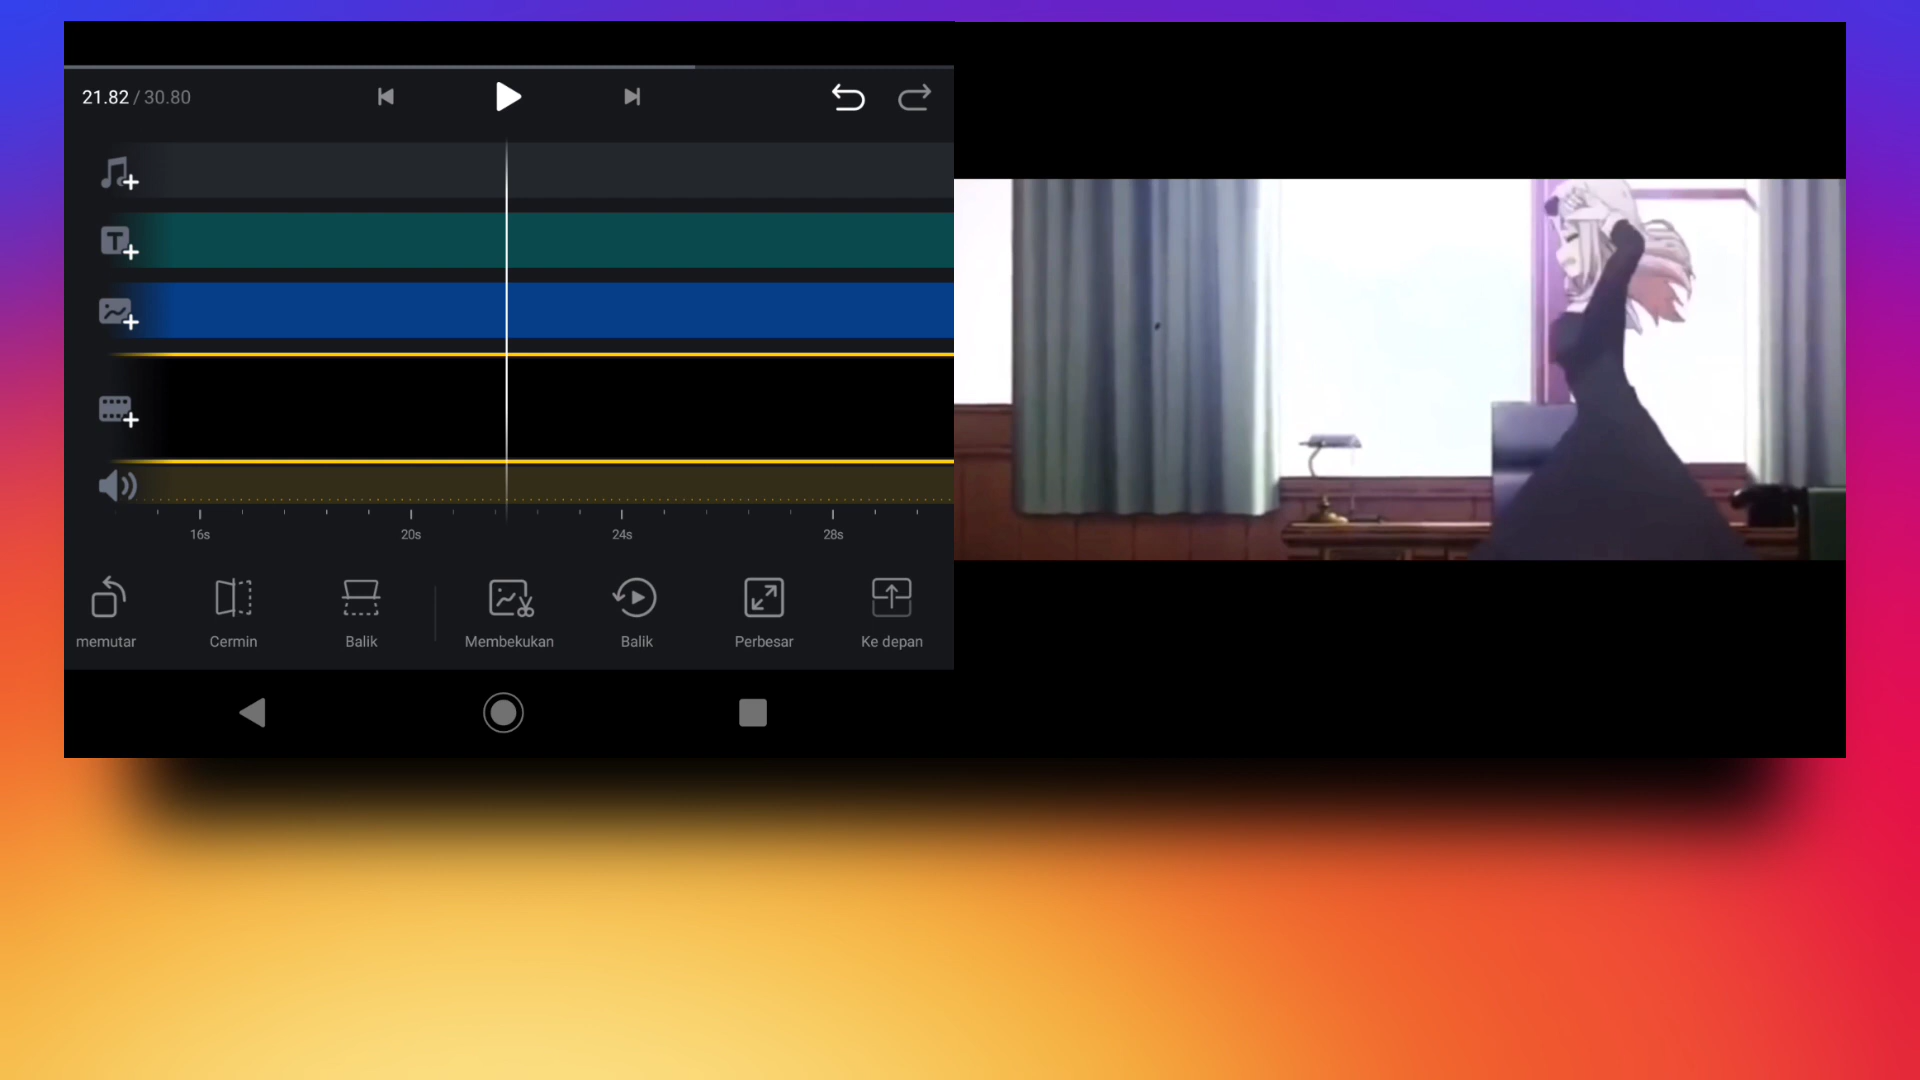 21.82 / 30.80
T
16s 20s 24s 28s
memutar Cermin Balik Membekukan Balik Perbesar Ke depan